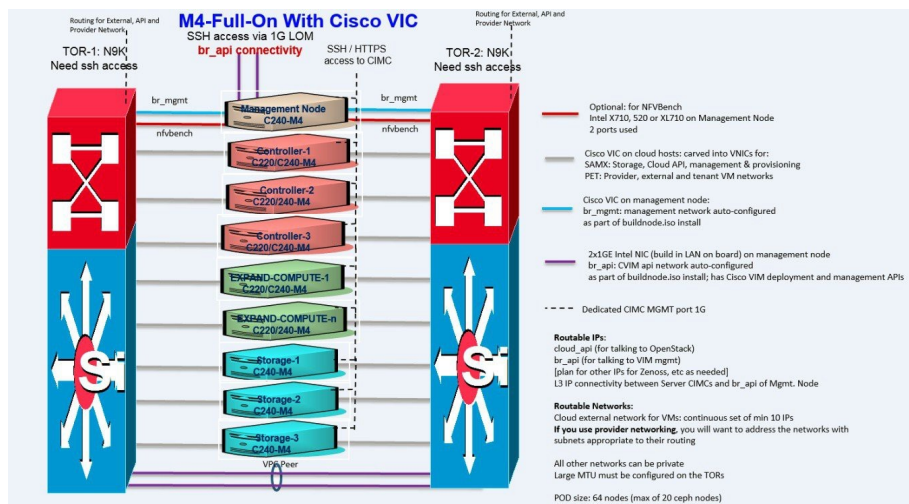 Routing for External, API and
Provider Network
M4-Full-On With Cisco VIC
SSH access via 1G LOM
br_api connectivity
Routing for External, API and
Provider Network
TOR-1: N9K
Need ssh access
SSH / HTTPS
access to CIMC
TOR-2: N9K
Need ssh access
br_mgmt
br_mgmt
Management Node
C240-M4
nfvbench
nfvbench
Controller-1
C220/C240-M4
Controller-2
C220/C240-M4
Controller-3
C220/C240-M4
EXPAND-COMPUTE-1
C220/C240-M4
EXPAND-COMPUTE-n
C220/240-M4
Storage-1
C240-M4
Storage-2
C240-M4
Storage-3
C240-M4
VPC Peer
Si
Si
Optional: for NFVBench
Intel X710, 520 or XL710 on Management Node
2 ports used
Cisco VIC on cloud hosts: carved into VNICs for:
SAMX: Storage, Cloud API, management & provisioning
PET: Provider, external and tenant VM networks
Cisco VIC on management node:
br_mgmt: management network auto-configured
as part of buildnode.iso install
2x1GE Intel NIC (build in LAN on board) on management node
br_api: CVIM api network auto-configured
as part of buildnode.iso install; has Cisco VIM deployment and management APIs
Dedicated CIMC MGMT port 1G
Routable IPs:
cloud_api (for talking to OpenStack)
br_api (for talking to VIM mgmt)
[plan for other IPs for Zenoss, etc as needed]
L3 IP connectivity between Server CIMCs and br_api of Mgmt. Node
Routable Networks:
Cloud external network for VMs: continuous set of min 10 IPs
If you use provider networking, you will want to address the networks with
subnets appropriate to their routing
All other networks can be private
Large MTU must be configured on the TORs
POD size: 64 nodes (max of 20 ceph nodes)